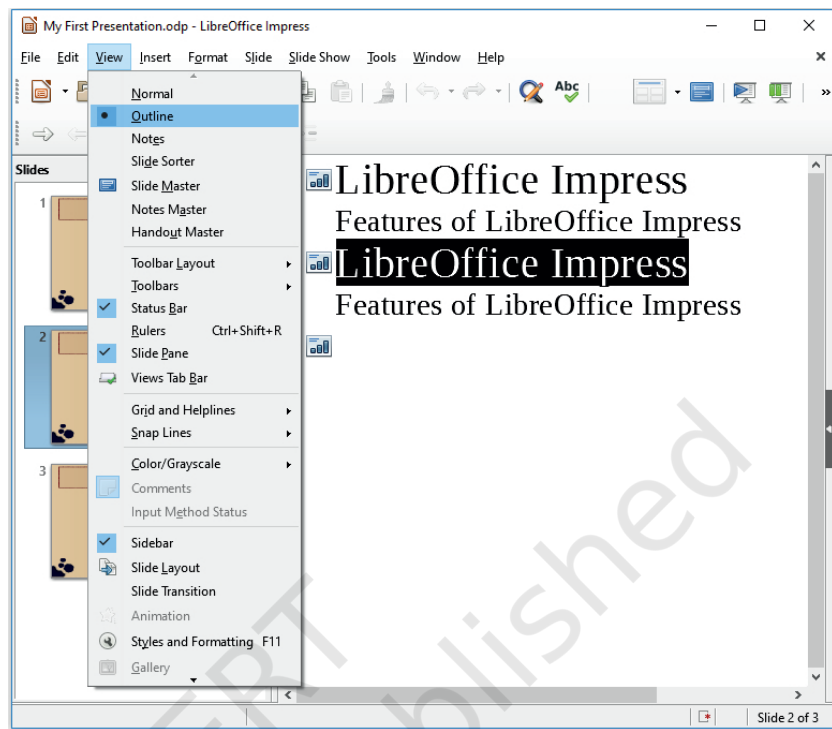 My First Presentation.odp - LibreOffice Impress
File Edit View Insert Format Slide Slide Show Tools Window Help
Normal
Abc
Outline
Notes
Slides
Slide Sorter
LibreOffice Impress
Slide Master
1
Notes Master
Features of LibreOffice Impress
Handout Master
LibreOffice Impress
Toolbar Layout
Toolbars
Features of LibreOffice Impress
Status Bar
Rulers Ctrl+Shift+R
2
Slide Pane
Views Tab Bar
Grid and Helplines
Snap Lines
Color/Grayscale
3
Comments
Input Method Status
Sidebar
Slide Layout
Slide Transition
Animation
Styles and Formatting F11
Gallery
Slide 2 of 3